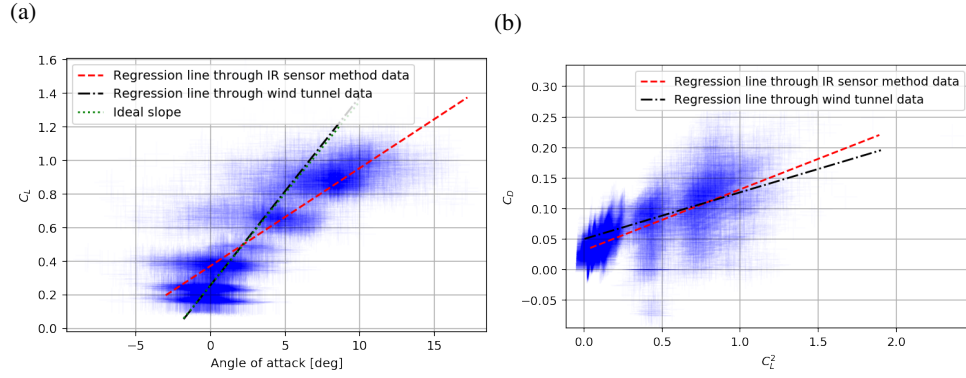 (a)
(b)
1.6
1.4
1.2
1.0
0.8
0.6
0.4
0.2
0.0
C_L
Regression line through IR sensor method data
Regression line through wind tunnel data
Ideal slope
−5
0
5
10
15
Angle of attack [deg]
0.30
0.25
0.20
0.15
0.10
0.05
0.00
−0.05
C_D
Regression line through IR sensor method data
Regression line through wind tunnel data
0.0
0.5
1.0
1.5
2.0
C_L^2